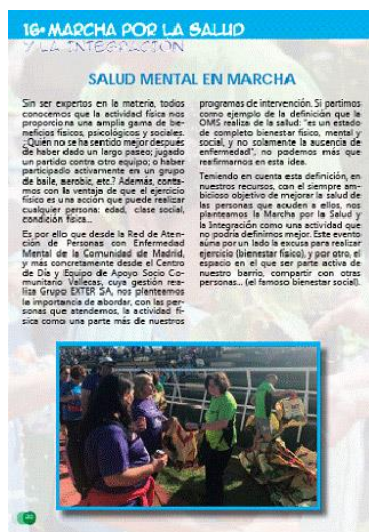 16ª MARCHA POR LA SALUD
Y LA INTEGRACIÓN
SALUD MENTAL EN MARCHA
Sin ser expertos en la materia, todos
conocemos que la actividad física nos
proporciona una amplia gama de be-
neficios físicos, psicológicos y sociales.
¿Quién no se ha sentido mejor después
de haber dado un largo paseo; jugado
un partido contra otro equipo; o haber
participado activamente en un grupo
de baile, aerobic, etc.? Además, conta-
mos con la ventaja de que el ejercicio
físico es una acción que puede realizar
cualquier persona: edad, clase social,
condición física...
Es por ello que desde la Red de Aten-
ción de Personas con Enfermedad
Mental de la Comunidad de Madrid,
y más concretamente desde el Centro
de Día y Equipo de Apoyo Socio Co-
munitario Vallecas, cuya gestión rea-
liza Grupo EXTER SA, nos planteamos
la importancia de abordar, con las per-
sonas que atendemos, la actividad fí-
sica como una parte más de nuestros
programas de intervención. Si partimos
como ejemplo de la definición que la
OMS realiza de la salud: "es un estado
de completo bienestar físico, mental y
social, y no solamente la ausencia de
enfermedad", no podemos más que
reafirmarnos en esta idea.
Teniendo en cuenta esta definición, en
nuestros recursos, con el siempre am-
bicioso objetivo de mejorar la salud de
las personas que acuden a ellos, nos
planteamos la Marcha por la Salud y
la Integración como una actividad que
no podría definirnos mejor. Este evento
aúna por un lado la excusa para realizar
ejercicio (bienestar físico), y por otro, el
espacio en el que ser parte activa de
nuestro barrio, compartir con otras
personas... (el famoso bienestar social).